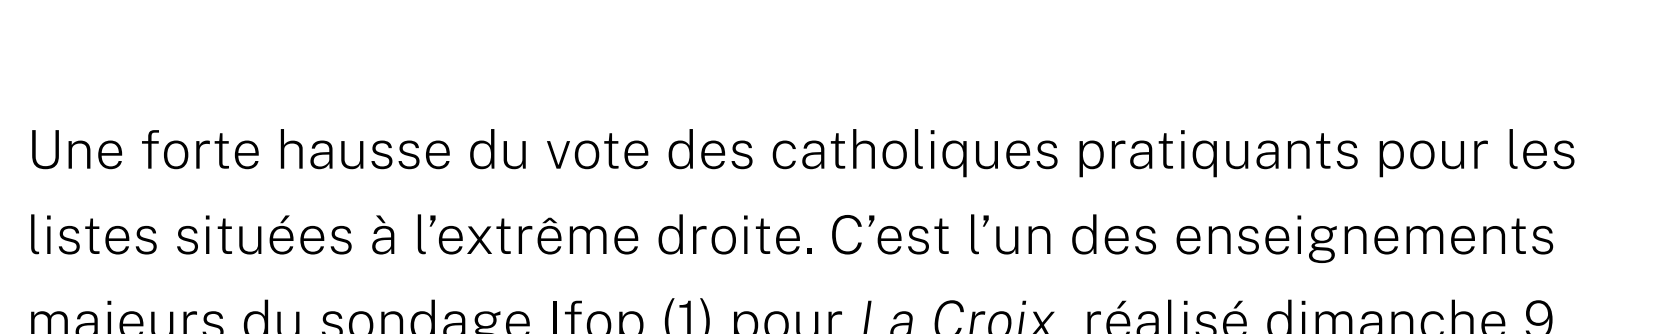 Une forte hausse du vote des catholiques pratiquants pour les
listes situées à l’extrême droite. C’est l’un des enseignements
majeurs du sondage Ifop (1) pour La Croix, réalisé dimanche 9